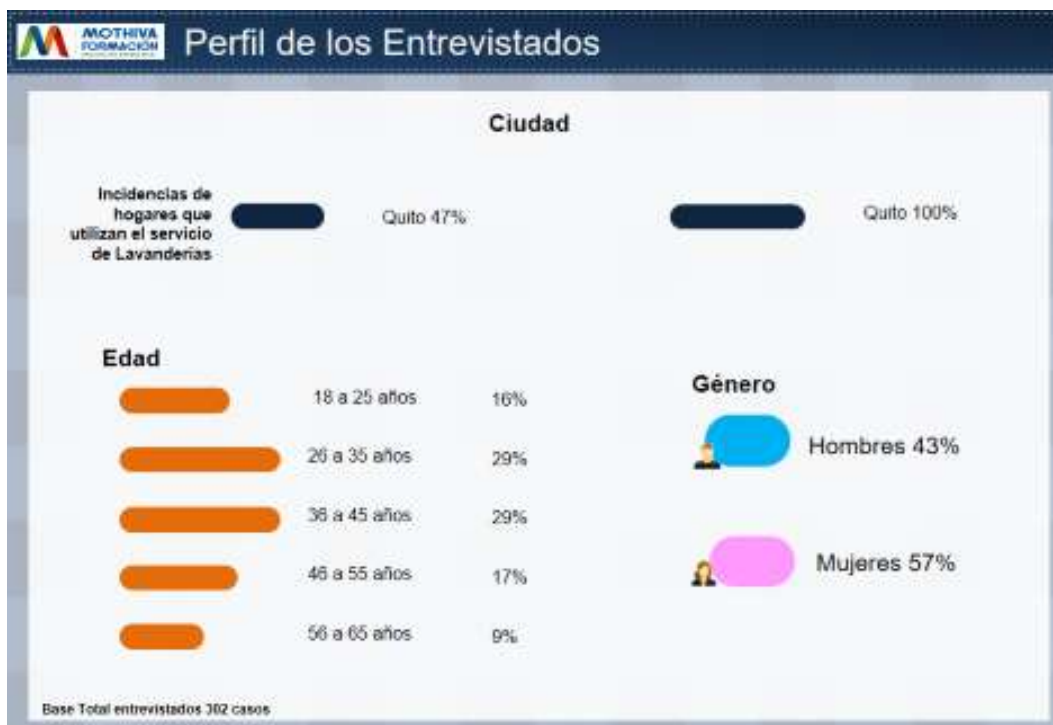 MOTHIVA
FORMACIÓN
Perfil de los Entrevistados
Ciudad
Incidencias de
hogares que
utilizan el servicio
de Lavanderías
Quito 47%
Quito 100%
Edad
18 a 25 años 16%
26 a 35 años 29%
36 a 45 años 29%
46 a 55 años 17%
56 a 65 años 9%
Género
Hombres 43%
Mujeres 57%
Base Total entrevistados 302 casos